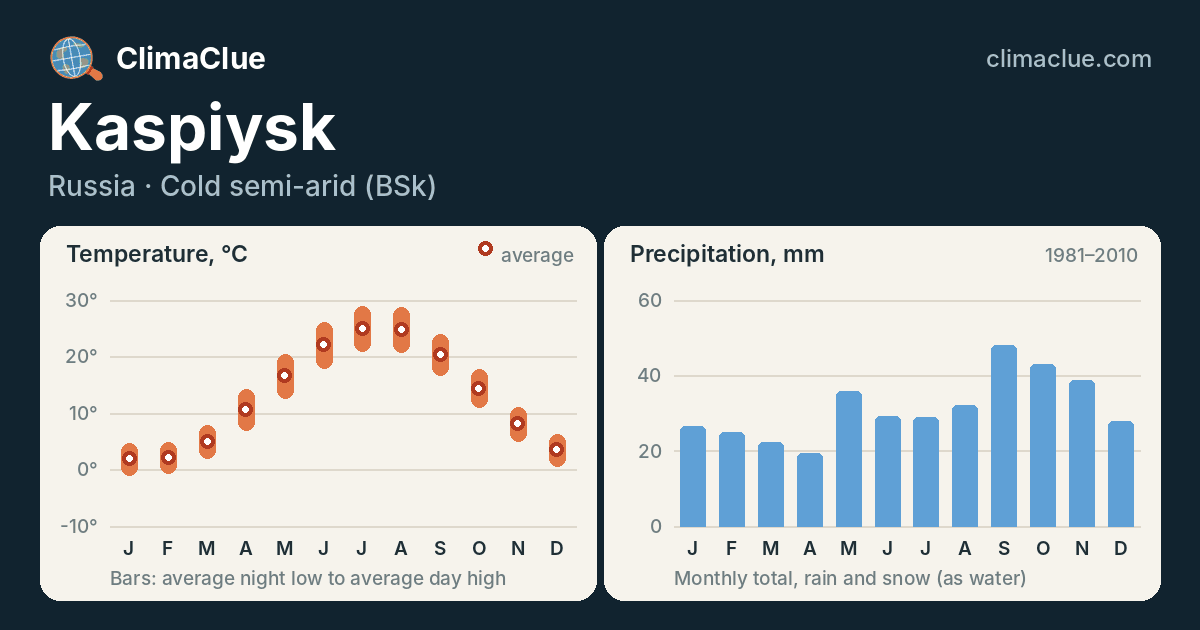 ClimaClue
climaclue.com
Kaspiysk
Russia · Cold semi-arid (BSk)
Temperature, °C
average
30°
20°
10°
0°
-10°
J F M A M J J A S O N D
Bars: average night low to average day high
Precipitation, mm
1981–2010
60
40
20
0
J F M A M J J A S O N D
Monthly total, rain and snow (as water)